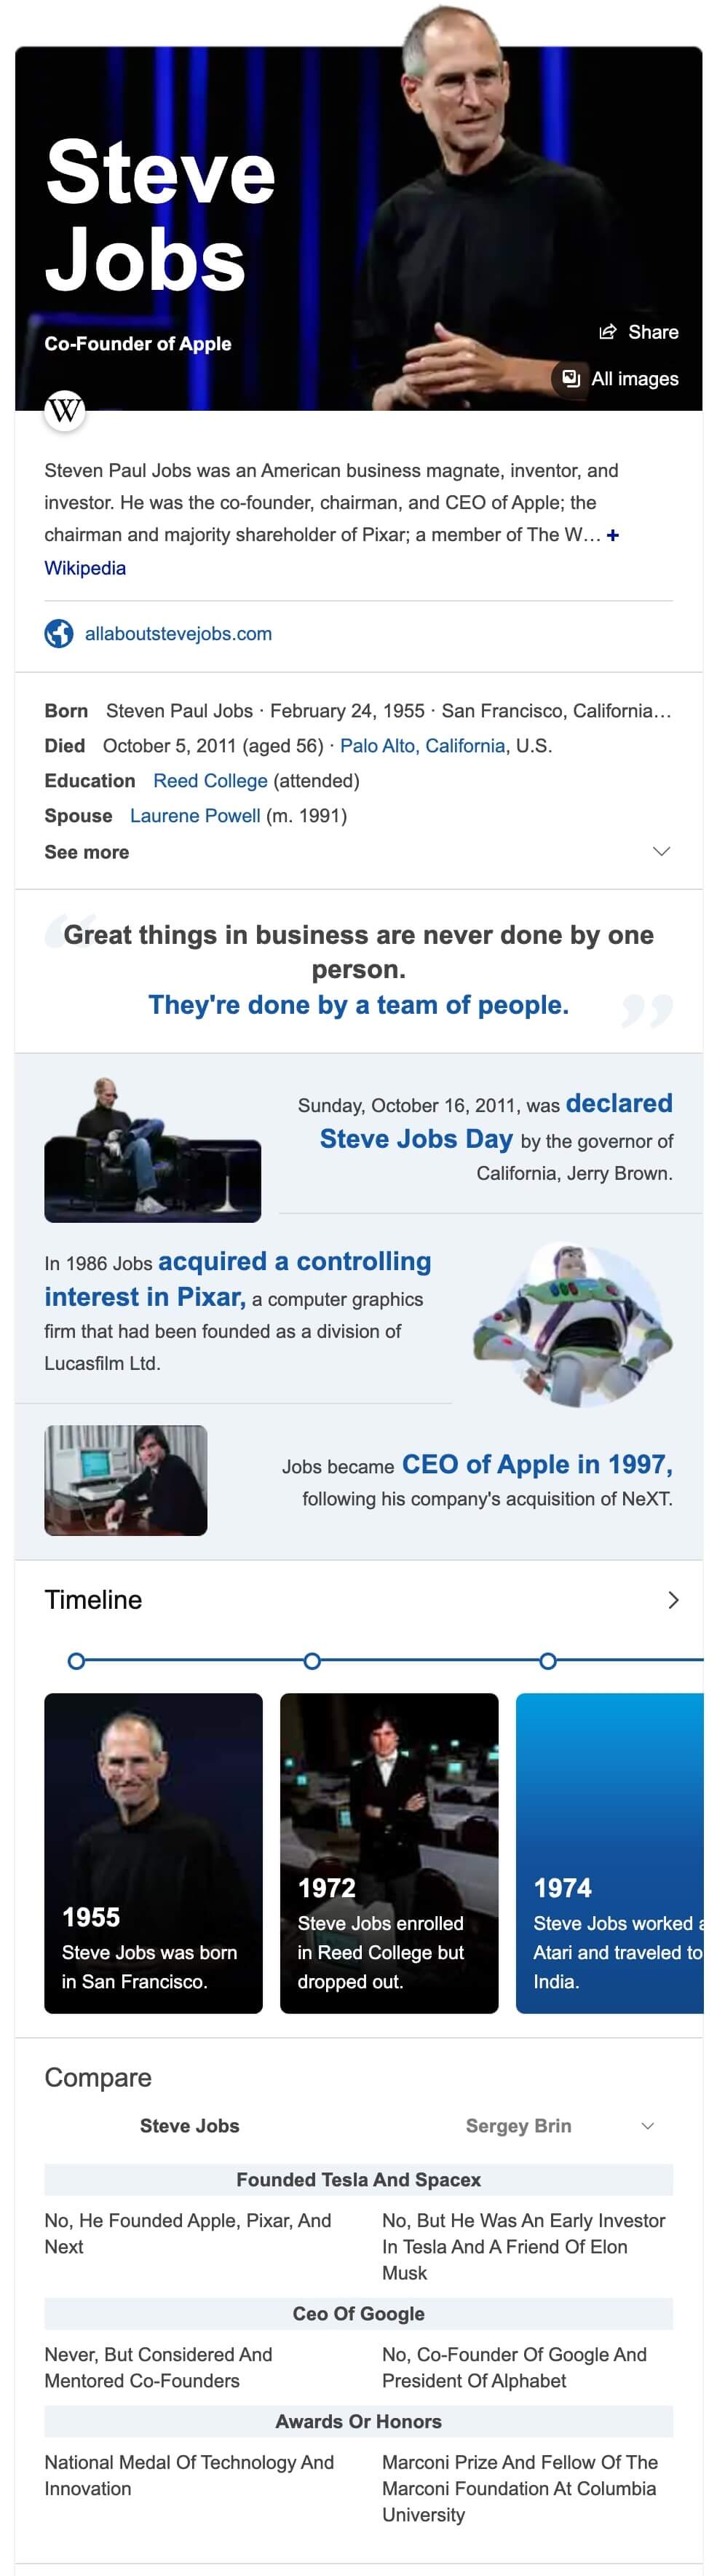 Steve
Jobs
Co-Founder of Apple
Share
All images
W
Steven Paul Jobs was an American business magnate, inventor, and
investor. He was the co-founder, chairman, and CEO of Apple; the
chairman and majority shareholder of Pixar; a member of The W… +
Wikipedia
allaboutstevejobs.com
Born Steven Paul Jobs · February 24, 1955 · San Francisco, California…
Died October 5, 2011 (aged 56) · Palo Alto, California, U.S.
Education Reed College (attended)
Spouse Laurene Powell (m. 1991)
See more
“Great things in business are never done by one
person.
They're done by a team of people. ”
Sunday, October 16, 2011, was declared
Steve Jobs Day by the governor of
California, Jerry Brown.
In 1986 Jobs acquired a controlling
interest in Pixar, a computer graphics
firm that had been founded as a division of
Lucasfilm Ltd.
Jobs became CEO of Apple in 1997,
following his company's acquisition of NeXT.
Timeline
1955
Steve Jobs was born
in San Francisco.
1972
Steve Jobs enrolled
in Reed College but
dropped out.
1974
Steve Jobs worked a
Atari and traveled to
India.
Compare
Steve Jobs Sergey Brin
Founded Tesla And Spacex
No, He Founded Apple, Pixar, And
Next
No, But He Was An Early Investor
In Tesla And A Friend Of Elon
Musk
Ceo Of Google
Never, But Considered And
Mentored Co-Founders
No, Co-Founder Of Google And
President Of Alphabet
Awards Or Honors
National Medal Of Technology And
Innovation
Marconi Prize And Fellow Of The
Marconi Foundation At Columbia
University